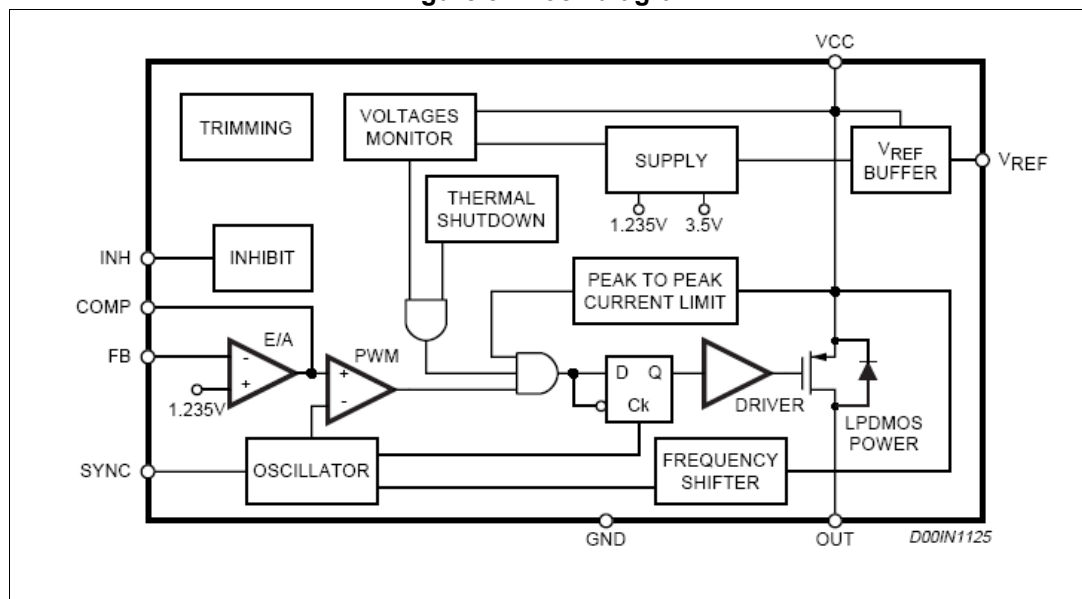 VCC
TRIMMING
VOLTAGES
MONITOR
SUPPLY
VREF
BUFFER
VREF
THERMAL
SHUTDOWN
1.235V
3.5V
INH
INHIBIT
COMP
PEAK TO PEAK
CURRENT LIMIT
FB
E/A
-
+
1.235V
PWM
+
-
D
Q
Ck
DRIVER
LPDMOS
POWER
SYNC
OSCILLATOR
FREQUENCY
SHIFTER
GND
OUT
D00IN1125